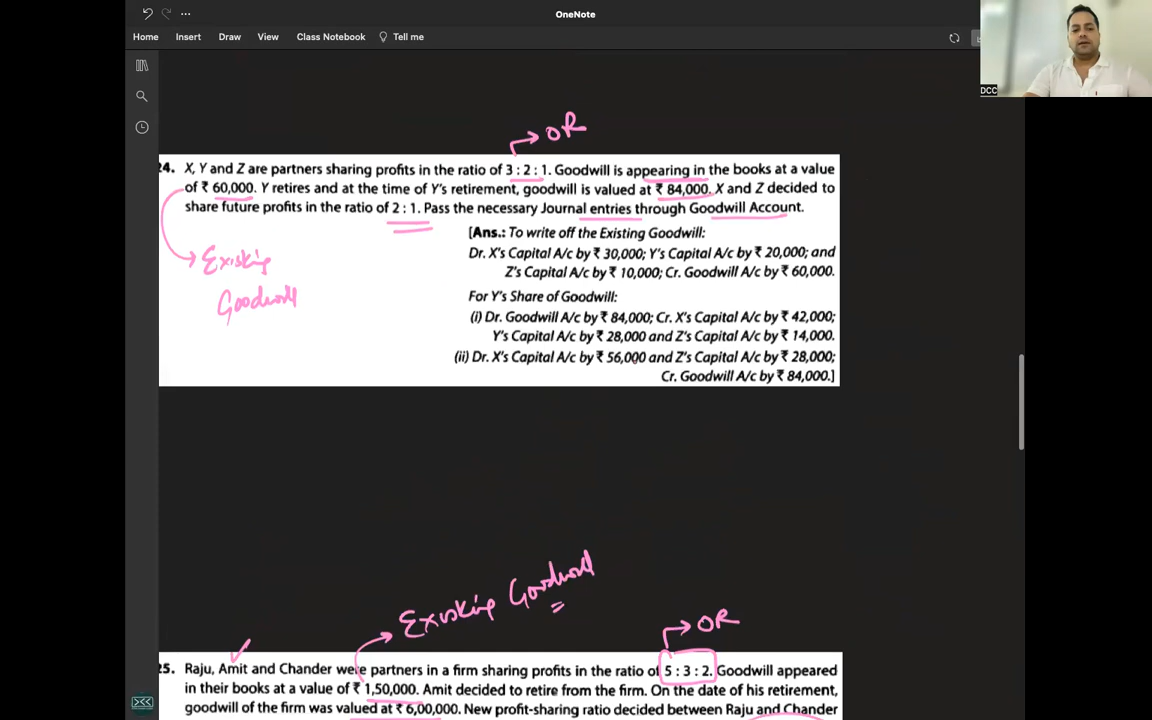 OneNote
Home Insert Draw View Class Notebook Tell me
DCC
OR
24. X, Y and Z are partners sharing profits in the ratio of 3 : 2 : 1. Goodwill is appearing in the books at a value
of ₹ 60,000. Y retires and at the time of Y's retirement, goodwill is valued at ₹ 84,000. X and Z decided to
share future profits in the ratio of 2 : 1. Pass the necessary Journal entries through Goodwill Account.
[Ans.: To write off the Existing Goodwill:
Dr. X's Capital A/c by ₹ 30,000; Y's Capital A/c by ₹ 20,000; and
Z's Capital A/c by ₹ 10,000; Cr. Goodwill A/c by ₹ 60,000.
Existing
Goodwill
For Y's Share of Goodwill:
(i) Dr. Goodwill A/c by ₹ 84,000; Cr. X's Capital A/c by ₹ 42,000;
Y's Capital A/c by ₹ 28,000 and Z's Capital A/c by ₹ 14,000.
(ii) Dr. X's Capital A/c by ₹ 56,000 and Z's Capital A/c by ₹ 28,000;
Cr. Goodwill A/c by ₹ 84,000.]
Existing Goodwill
OR
25. Raju, Amit and Chander were partners in a firm sharing profits in the ratio of 5 : 3 : 2. Goodwill appeared
in their books at a value of ₹ 1,50,000. Amit decided to retire from the firm. On the date of his retirement,
goodwill of the firm was valued at ₹ 6,00,000. New profit-sharing ratio decided between Raju and Chander